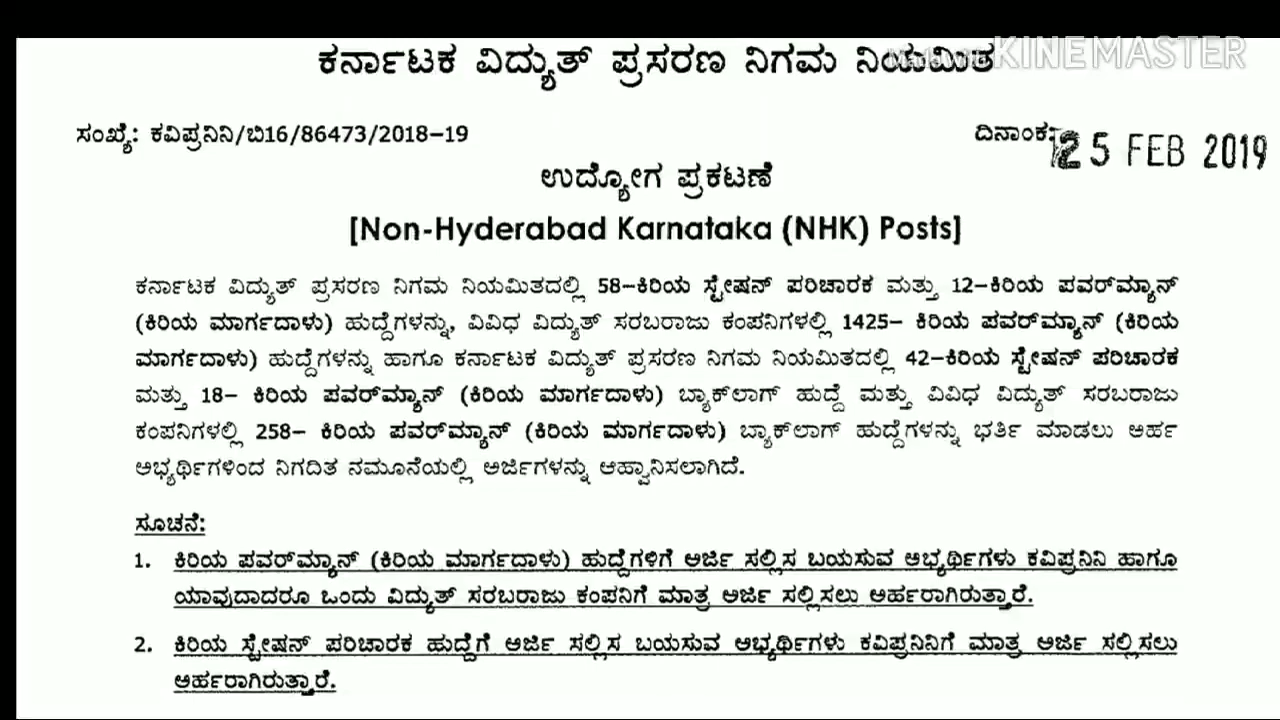 ಕರ್ನಾಟಕ ವಿದ್ಯುತ್ ಪ್ರಸರಣ ನಿಗಮ ನಿಯಮಿತ
Made with KINEMASTER
ಸಂಖ್ಯೆ: ಕವಿಪ್ರನಿನಿ/ಬಿ16/86473/2018–19
ದಿನಾಂಕ: 25 FEB 2019
ಉದ್ಯೋಗ ಪ್ರಕಟಣೆ
[Non-Hyderabad Karnataka (NHK) Posts]
ಕರ್ನಾಟಕ ವಿದ್ಯುತ್ ಪ್ರಸರಣ ನಿಗಮ ನಿಯಮಿತದಲ್ಲಿ 58–ಕಿರಿಯ ಸ್ಟೇಷನ್ ಪರಿಚಾರಕ ಮತ್ತು 12–ಕಿರಿಯ ಪವರ್‌ಮ್ಯಾನ್
(ಕಿರಿಯ ಮಾರ್ಗದಾಳು) ಹುದ್ದೆಗಳನ್ನು, ವಿವಿಧ ವಿದ್ಯುತ್ ಸರಬರಾಜು ಕಂಪನಿಗಳಲ್ಲಿ 1425– ಕಿರಿಯ ಪವರ್‌ಮ್ಯಾನ್ (ಕಿರಿಯ
ಮಾರ್ಗದಾಳು) ಹುದ್ದೆಗಳನ್ನು ಹಾಗೂ ಕರ್ನಾಟಕ ವಿದ್ಯುತ್ ಪ್ರಸರಣ ನಿಗಮ ನಿಯಮಿತದಲ್ಲಿ 42–ಕಿರಿಯ ಸ್ಟೇಷನ್ ಪರಿಚಾರಕ
ಮತ್ತು 18– ಕಿರಿಯ ಪವರ್‌ಮ್ಯಾನ್ (ಕಿರಿಯ ಮಾರ್ಗದಾಳು) ಬ್ಯಾಕ್‌ಲಾಗ್ ಹುದ್ದೆ ಮತ್ತು ವಿವಿಧ ವಿದ್ಯುತ್ ಸರಬರಾಜು
ಕಂಪನಿಗಳಲ್ಲಿ 258– ಕಿರಿಯ ಪವರ್‌ಮ್ಯಾನ್ (ಕಿರಿಯ ಮಾರ್ಗದಾಳು) ಬ್ಯಾಕ್‌ಲಾಗ್ ಹುದ್ದೆಗಳನ್ನು ಭರ್ತಿ ಮಾಡಲು ಅರ್ಹ
ಅಭ್ಯರ್ಥಿಗಳಿಂದ ನಿಗದಿತ ನಮೂನೆಯಲ್ಲಿ ಅರ್ಜಿಗಳನ್ನು ಆಹ್ವಾನಿಸಲಾಗಿದೆ.
ಸೂಚನೆ:
1. ಕಿರಿಯ ಪವರ್‌ಮ್ಯಾನ್ (ಕಿರಿಯ ಮಾರ್ಗದಾಳು) ಹುದ್ದೆಗಳಿಗೆ ಅರ್ಜಿ ಸಲ್ಲಿಸ ಬಯಸುವ ಅಭ್ಯರ್ಥಿಗಳು ಕವಿಪ್ರನಿನಿ ಹಾಗೂ
ಯಾವುದಾದರೂ ಒಂದು ವಿದ್ಯುತ್ ಸರಬರಾಜು ಕಂಪನಿಗೆ ಮಾತ್ರ ಅರ್ಜಿ ಸಲ್ಲಿಸಲು ಅರ್ಹರಾಗಿರುತ್ತಾರೆ.
2. ಕಿರಿಯ ಸ್ಟೇಷನ್ ಪರಿಚಾರಕ ಹುದ್ದೆಗೆ ಅರ್ಜಿ ಸಲ್ಲಿಸ ಬಯಸುವ ಅಭ್ಯರ್ಥಿಗಳು ಕವಿಪ್ರನಿನಿಗೆ ಮಾತ್ರ ಅರ್ಜಿ ಸಲ್ಲಿಸಲು
ಅರ್ಹರಾಗಿರುತ್ತಾರೆ.